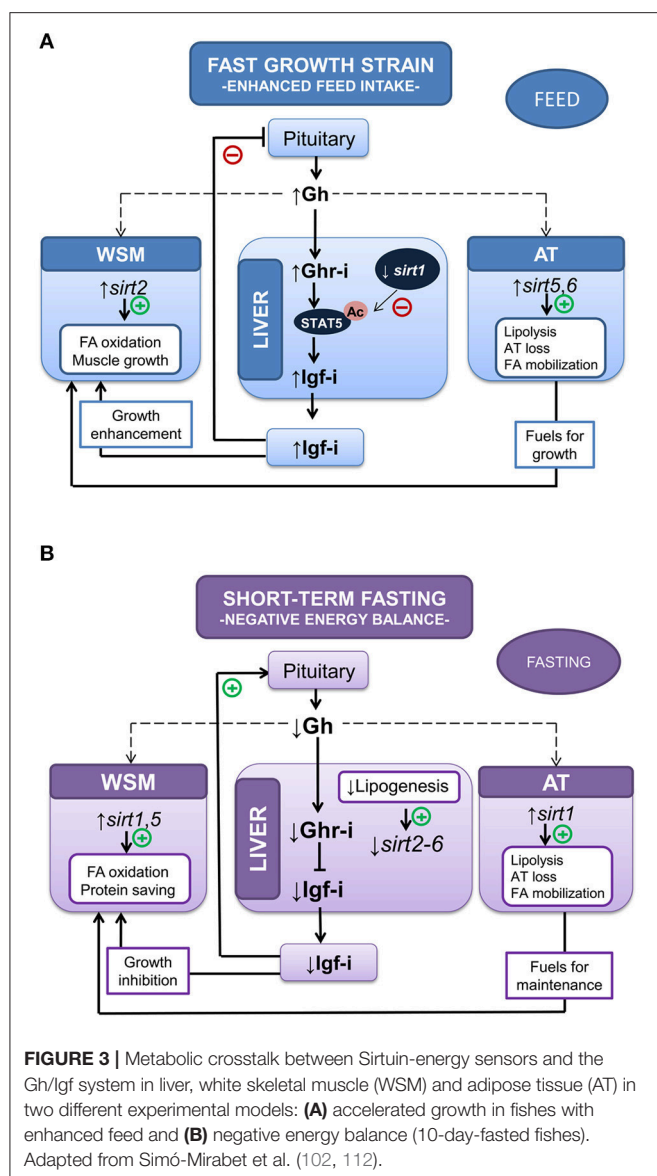 A
FAST GROWTH STRAIN
-ENHANCED FEED INTAKE-
FEED
Pituitary
↑Gh
WSM
↑sirt2
FA oxidation
Muscle growth
Growth
enhancement
LIVER
↑Ghr-i
↓ sirt1
STAT5
Ac
↑Igf-i
↑Igf-i
AT
↑sirt5,6
Lipolysis
AT loss
FA mobilization
Fuels for
growth
B
SHORT-TERM FASTING
-NEGATIVE ENERGY BALANCE-
FASTING
Pituitary
↓Gh
WSM
↑sirt1,5
FA oxidation
Protein saving
Growth
inhibition
LIVER
↓Lipogenesis
↓Ghr-i
↓sirt2-6
↓Igf-i
↓Igf-i
AT
↑sirt1
Lipolysis
AT loss
FA mobilization
Fuels for
maintenance
FIGURE 3 | Metabolic crosstalk between Sirtuin-energy sensors and the
Gh/Igf system in liver, white skeletal muscle (WSM) and adipose tissue (AT) in
two different experimental models: (A) accelerated growth in fishes with
enhanced feed and (B) negative energy balance (10-day-fasted fishes).
Adapted from Simó-Mirabet et al. (102, 112).